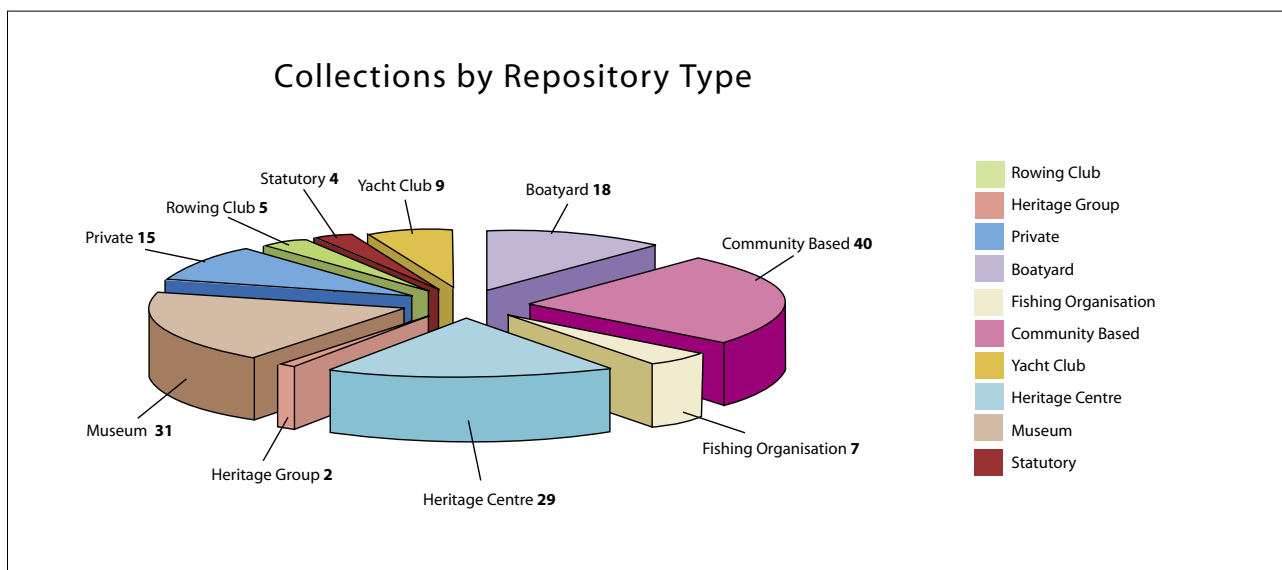 Collections by Repository Type
Statutory 4
Yacht Club 9
Boatyard 18
Rowing Club 5
Private 15
Community Based 40
Museum 31
Heritage Group 2
Heritage Centre 29
Fishing Organisation 7
Rowing Club
Heritage Group
Private
Boatyard
Fishing Organisation
Community Based
Yacht Club
Heritage Centre
Museum
Statutory